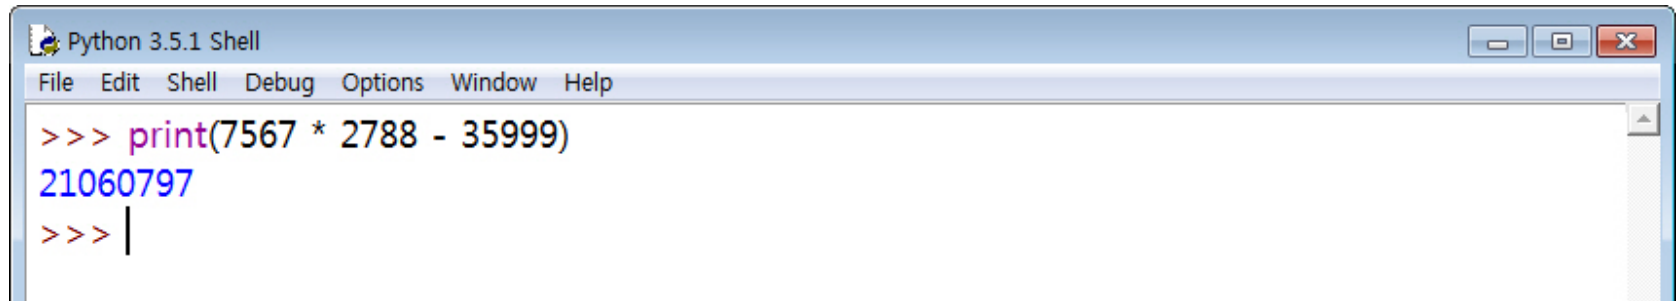 Python 3.5.1 Shell
File Edit Shell Debug Options Window Help
>>> print(7567 * 2788 - 35999)
21060797
>>>